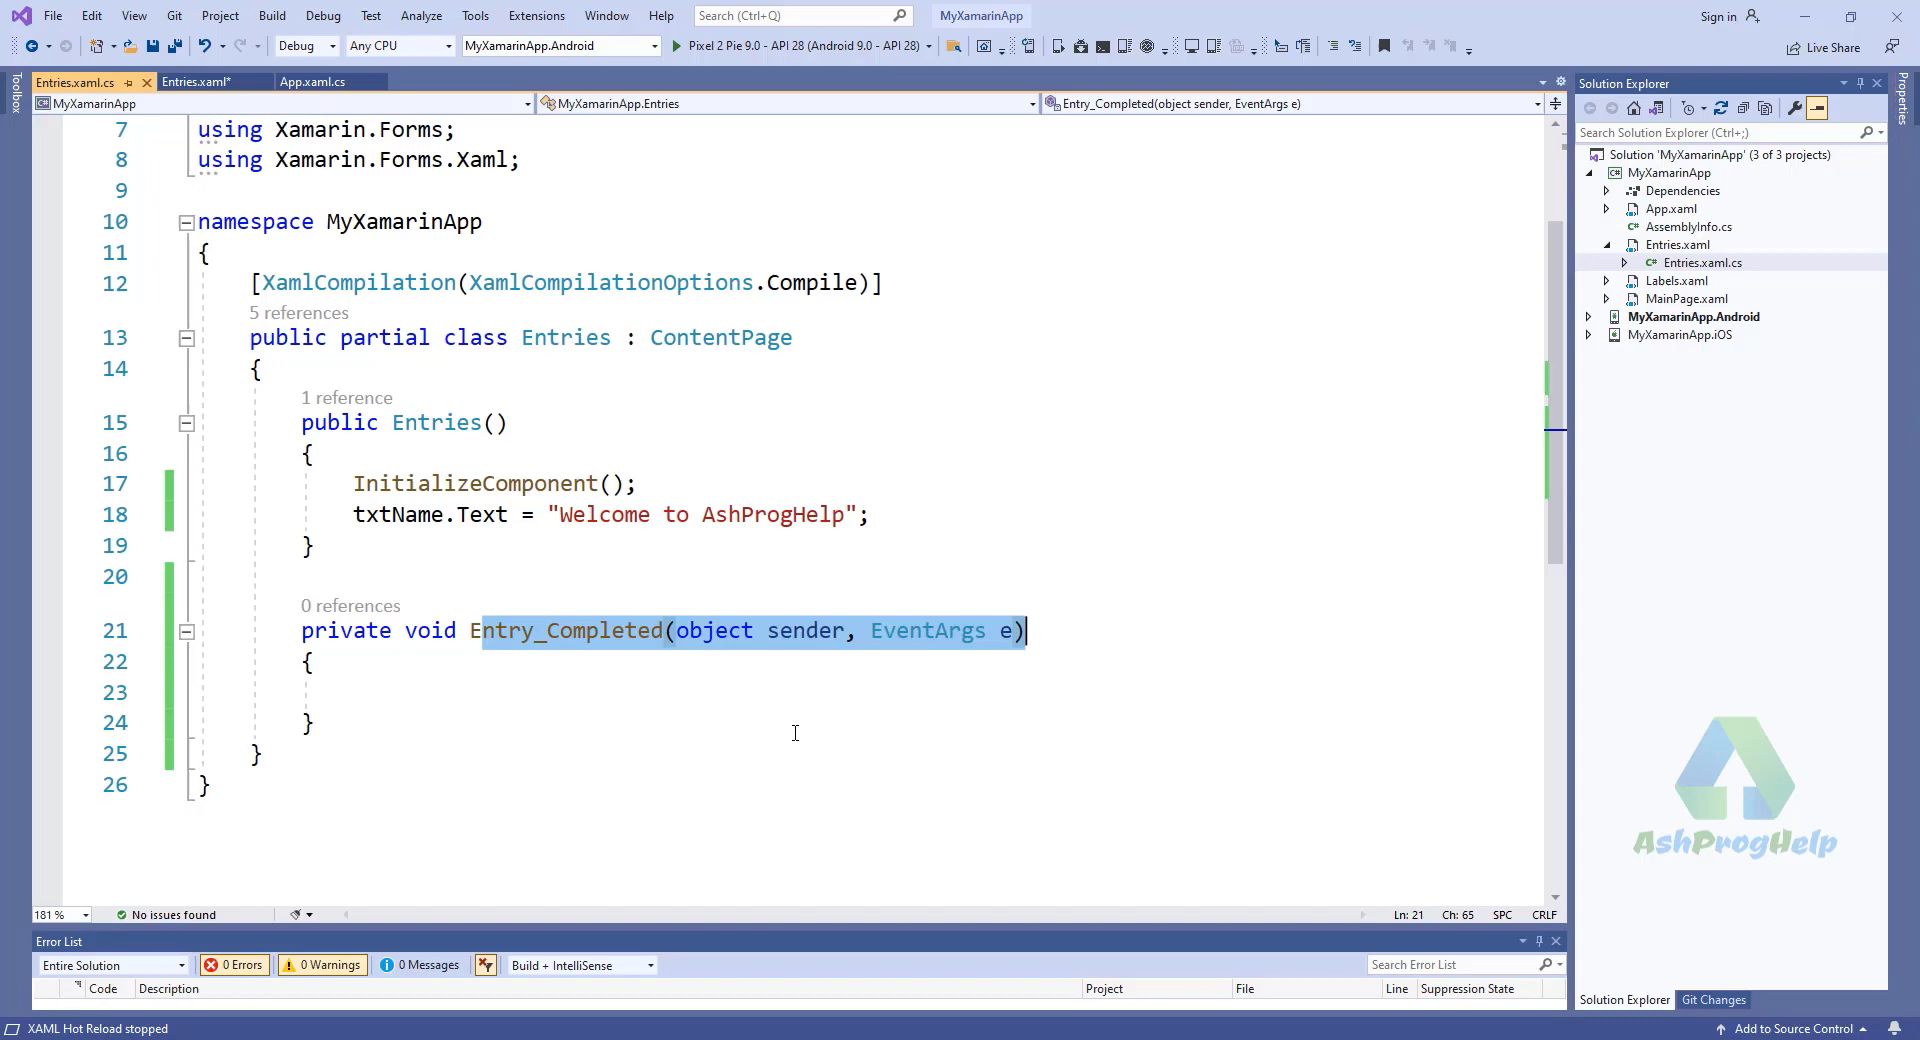 File Edit View Git Project Build Debug Test Analyze Tools Extensions Window Help Search (Ctrl+Q) MyXamarinApp Sign in
Debug Any CPU MyXamarinApp.Android Pixel 2 Pie 9.0 - API 28 (Android 9.0 - API 28) Live Share
Toolbox
Entries.xaml.cs Entries.xaml* App.xaml.cs
MyXamarinApp MyXamarinApp.Entries Entry_Completed(object sender, EventArgs e)
7 using Xamarin.Forms;
8 using Xamarin.Forms.Xaml;
9
10 namespace MyXamarinApp
11 {
12 [XamlCompilation(XamlCompilationOptions.Compile)]
5 references
13 public partial class Entries : ContentPage
14 {
1 reference
15 public Entries()
16 {
17 InitializeComponent();
18 txtName.Text = "Welcome to AshProgHelp";
19 }
20
0 references
21 private void Entry_Completed(object sender, EventArgs e)
22 {
23
24 }
25 }
26 }
181 % No issues found Ln: 21 Ch: 65 SPC CRLF
Error List
Entire Solution 0 Errors 0 Warnings 0 Messages Build + IntelliSense Search Error List
Code Description Project File Line Suppression State
Solution Explorer
Search Solution Explorer (Ctrl+;)
Solution 'MyXamarinApp' (3 of 3 projects)
MyXamarinApp
Dependencies
App.xaml
AssemblyInfo.cs
Entries.xaml
Entries.xaml.cs
Labels.xaml
MainPage.xaml
MyXamarinApp.Android
MyXamarinApp.iOS
AshProgHelp
Solution Explorer Git Changes
Properties
XAML Hot Reload stopped Add to Source Control